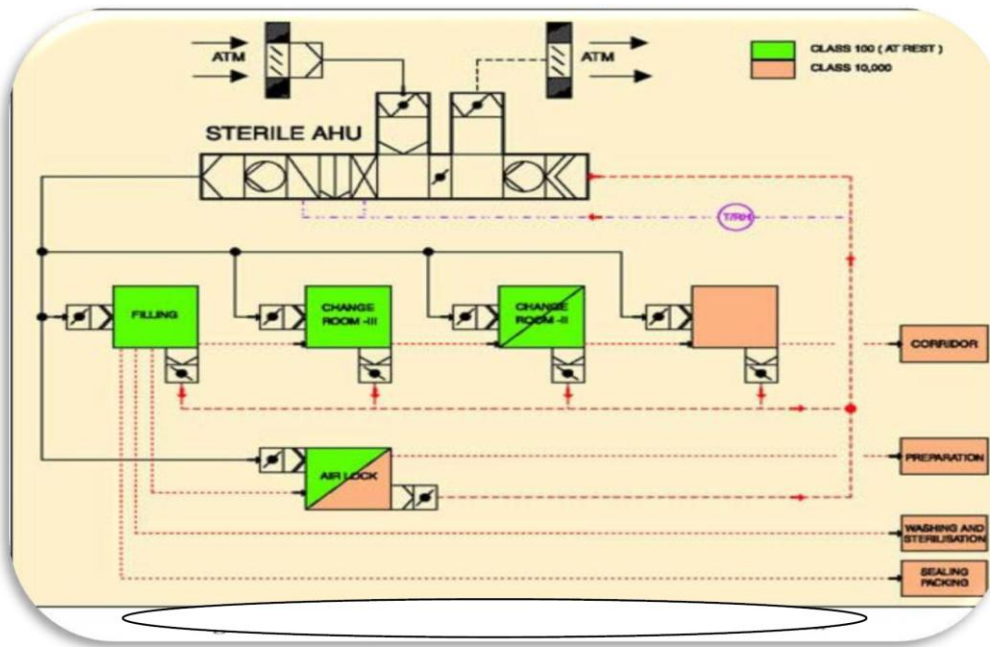 ATM
ATM
CLASS 100 ( AT REST )
CLASS 10,000
STERILE AHU
T/RH
FILLING
CHANGE
ROOM -III
CHANGE
ROOM -II
CORRIDOR
AIR LOCK
PREPARATION
WASHING AND
STERILISATION
SEALING
PACKING